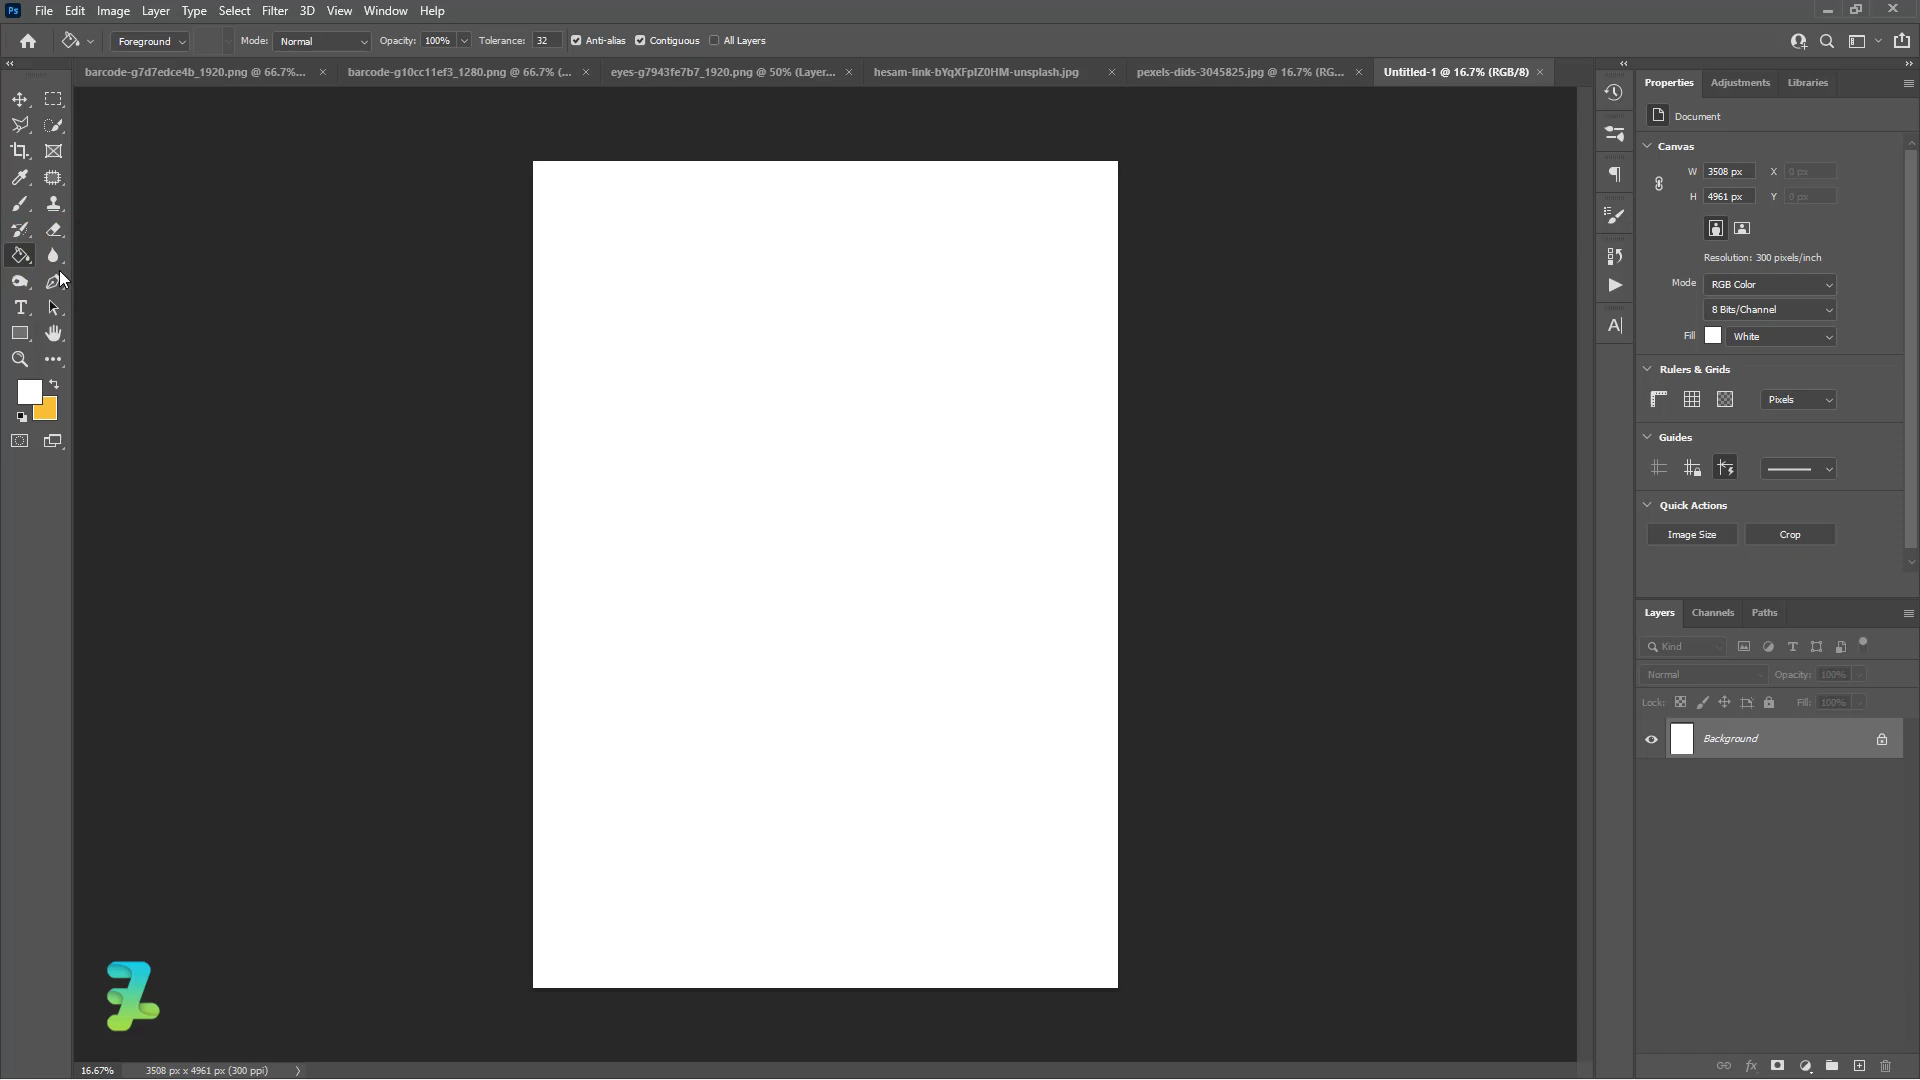 Ps File Edit Image Layer Type Select Filter 3D View Window Help
Foreground Mode: Normal Opacity: 100% Tolerance: 32 Anti-alias Contiguous All Layers
barcode-g7d7edce4b_1920.png @ 66.7%... barcode-g10cc11ef3_1280.png @ 66.7% (... eyes-g7943fe7b7_1920.png @ 50% (Layer... hesam-link-bYqXFpIZ0HM-unsplash.jpg pexels-dids-3045825.jpg @ 16.7% (RG... Untitled-1 @ 16.7% (RGB/8)
Properties Adjustments Libraries
Document
Canvas
W 3508 px X 0 px
H 4961 px Y 0 px
Resolution: 300 pixels/inch
Mode RGB Color
8 Bits/Channel
Fill White
Rulers & Grids
Pixels
Guides
Quick Actions
Image Size Crop
Layers Channels Paths
Kind
Normal Opacity: 100%
Lock: Fill: 100%
Background
16.67% 3508 px x 4961 px (300 ppi)